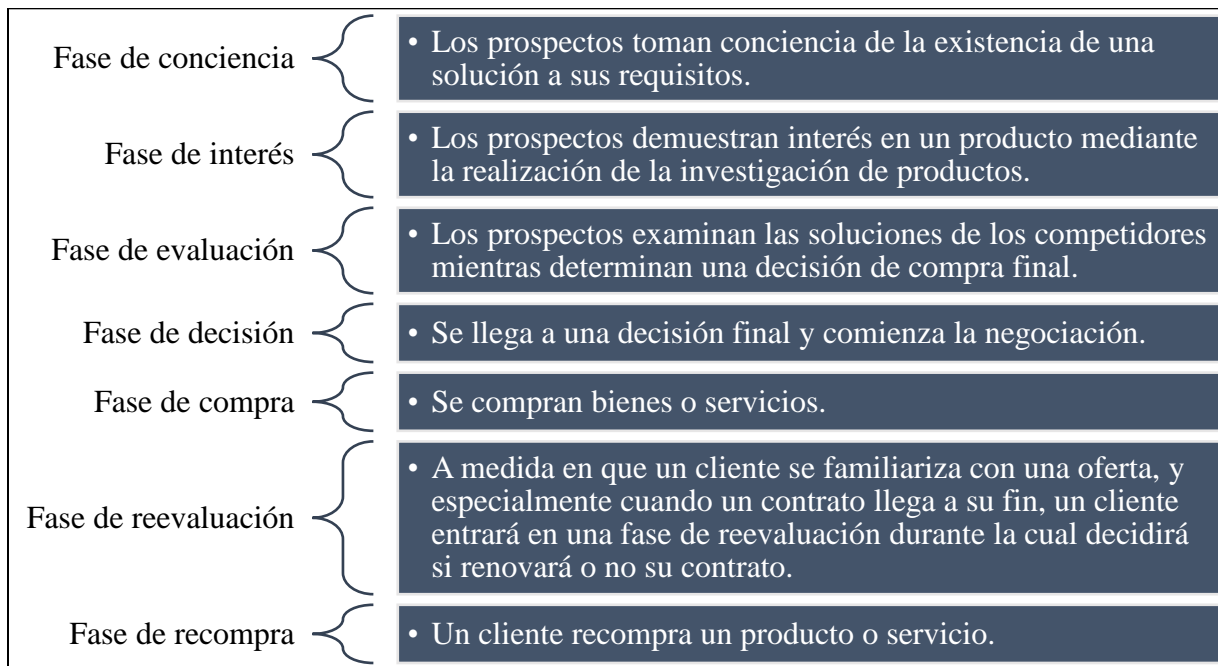 Fase de conciencia
• Los prospectos toman conciencia de la existencia de una
solución a sus requisitos.
Fase de interés
• Los prospectos demuestran interés en un producto mediante
la realización de la investigación de productos.
Fase de evaluación
• Los prospectos examinan las soluciones de los competidores
mientras determinan una decisión de compra final.
Fase de decisión
• Se llega a una decisión final y comienza la negociación.
Fase de compra
• Se compran bienes o servicios.
Fase de reevaluación
• A medida en que un cliente se familiariza con una oferta, y
especialmente cuando un contrato llega a su fin, un cliente
entrará en una fase de reevaluación durante la cual decidirá
si renovará o no su contrato.
Fase de recompra
• Un cliente recompra un producto o servicio.